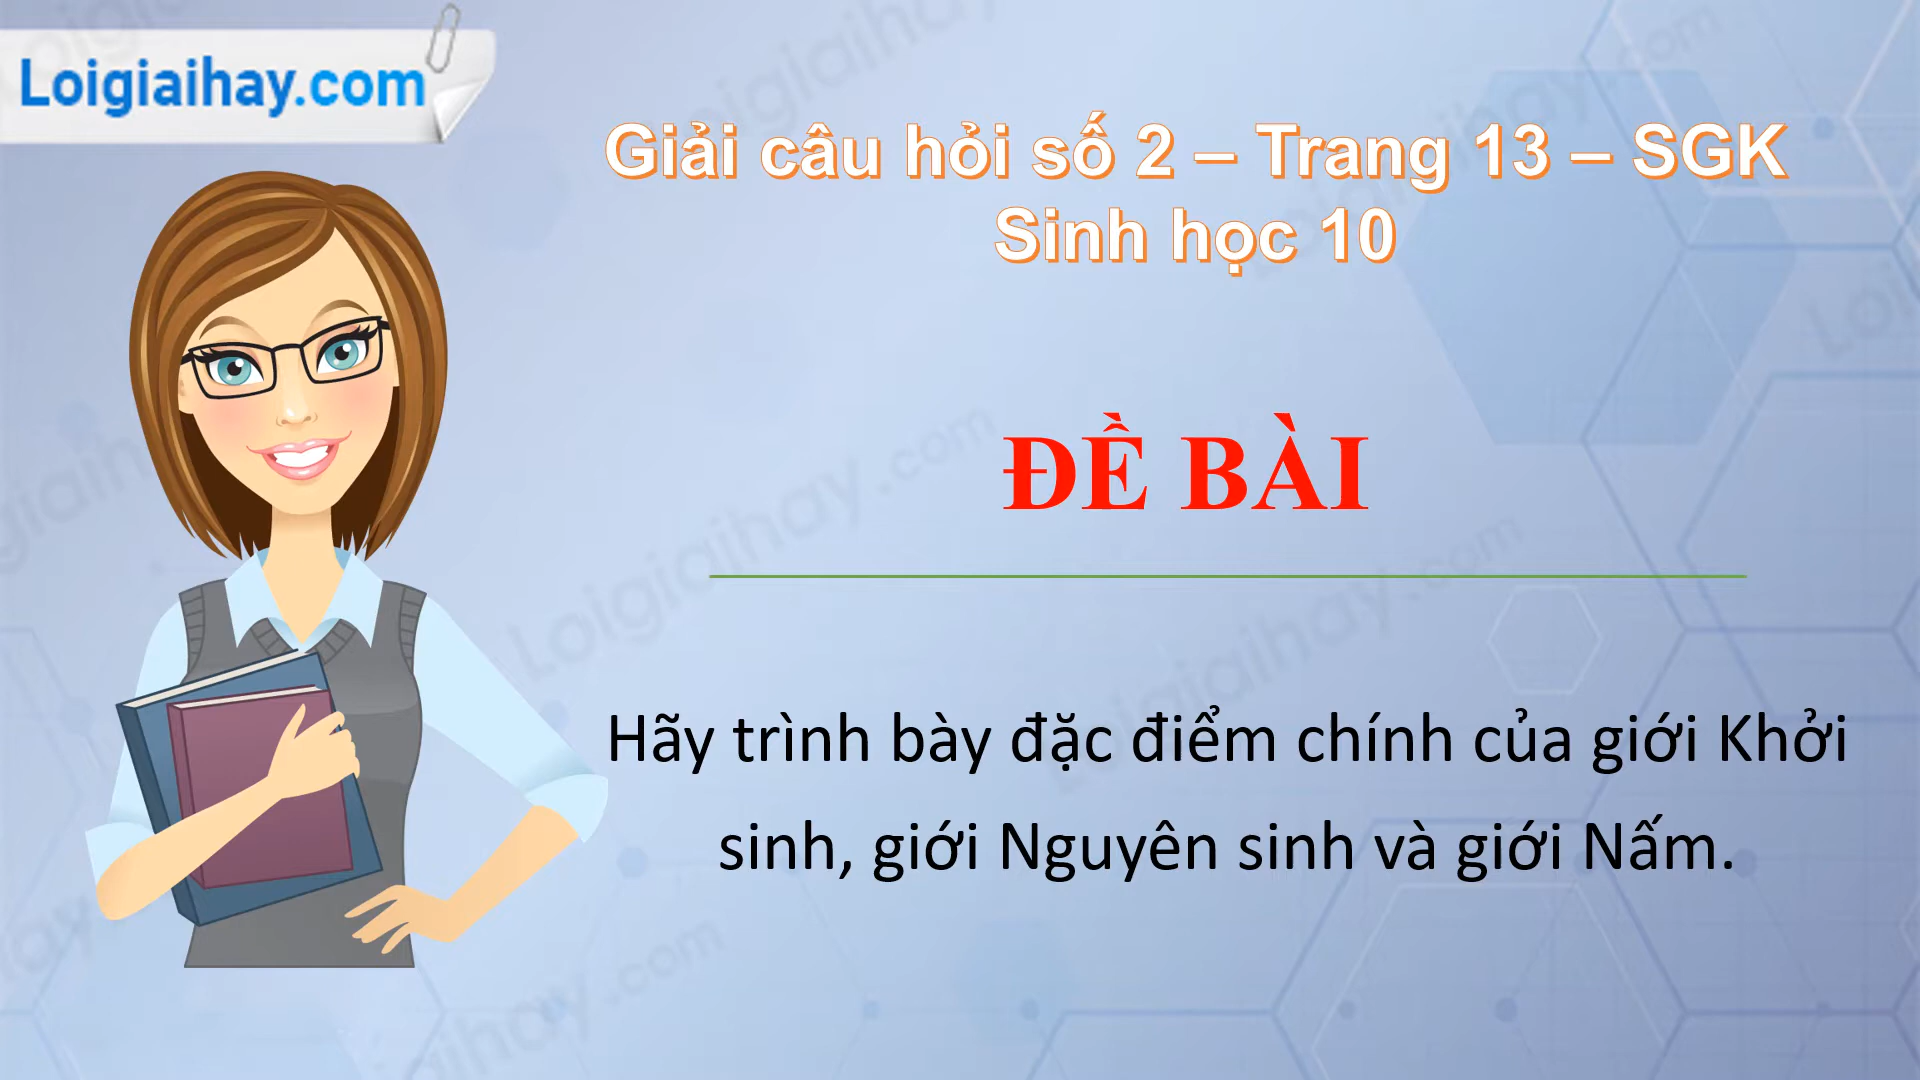 Loigiaihay.com
Giải câu hỏi số 2 – Trang 13 – SGK
Sinh học 10
ĐỀ BÀI
Hãy trình bày đặc điểm chính của giới Khởi
sinh, giới Nguyên sinh và giới Nấm.